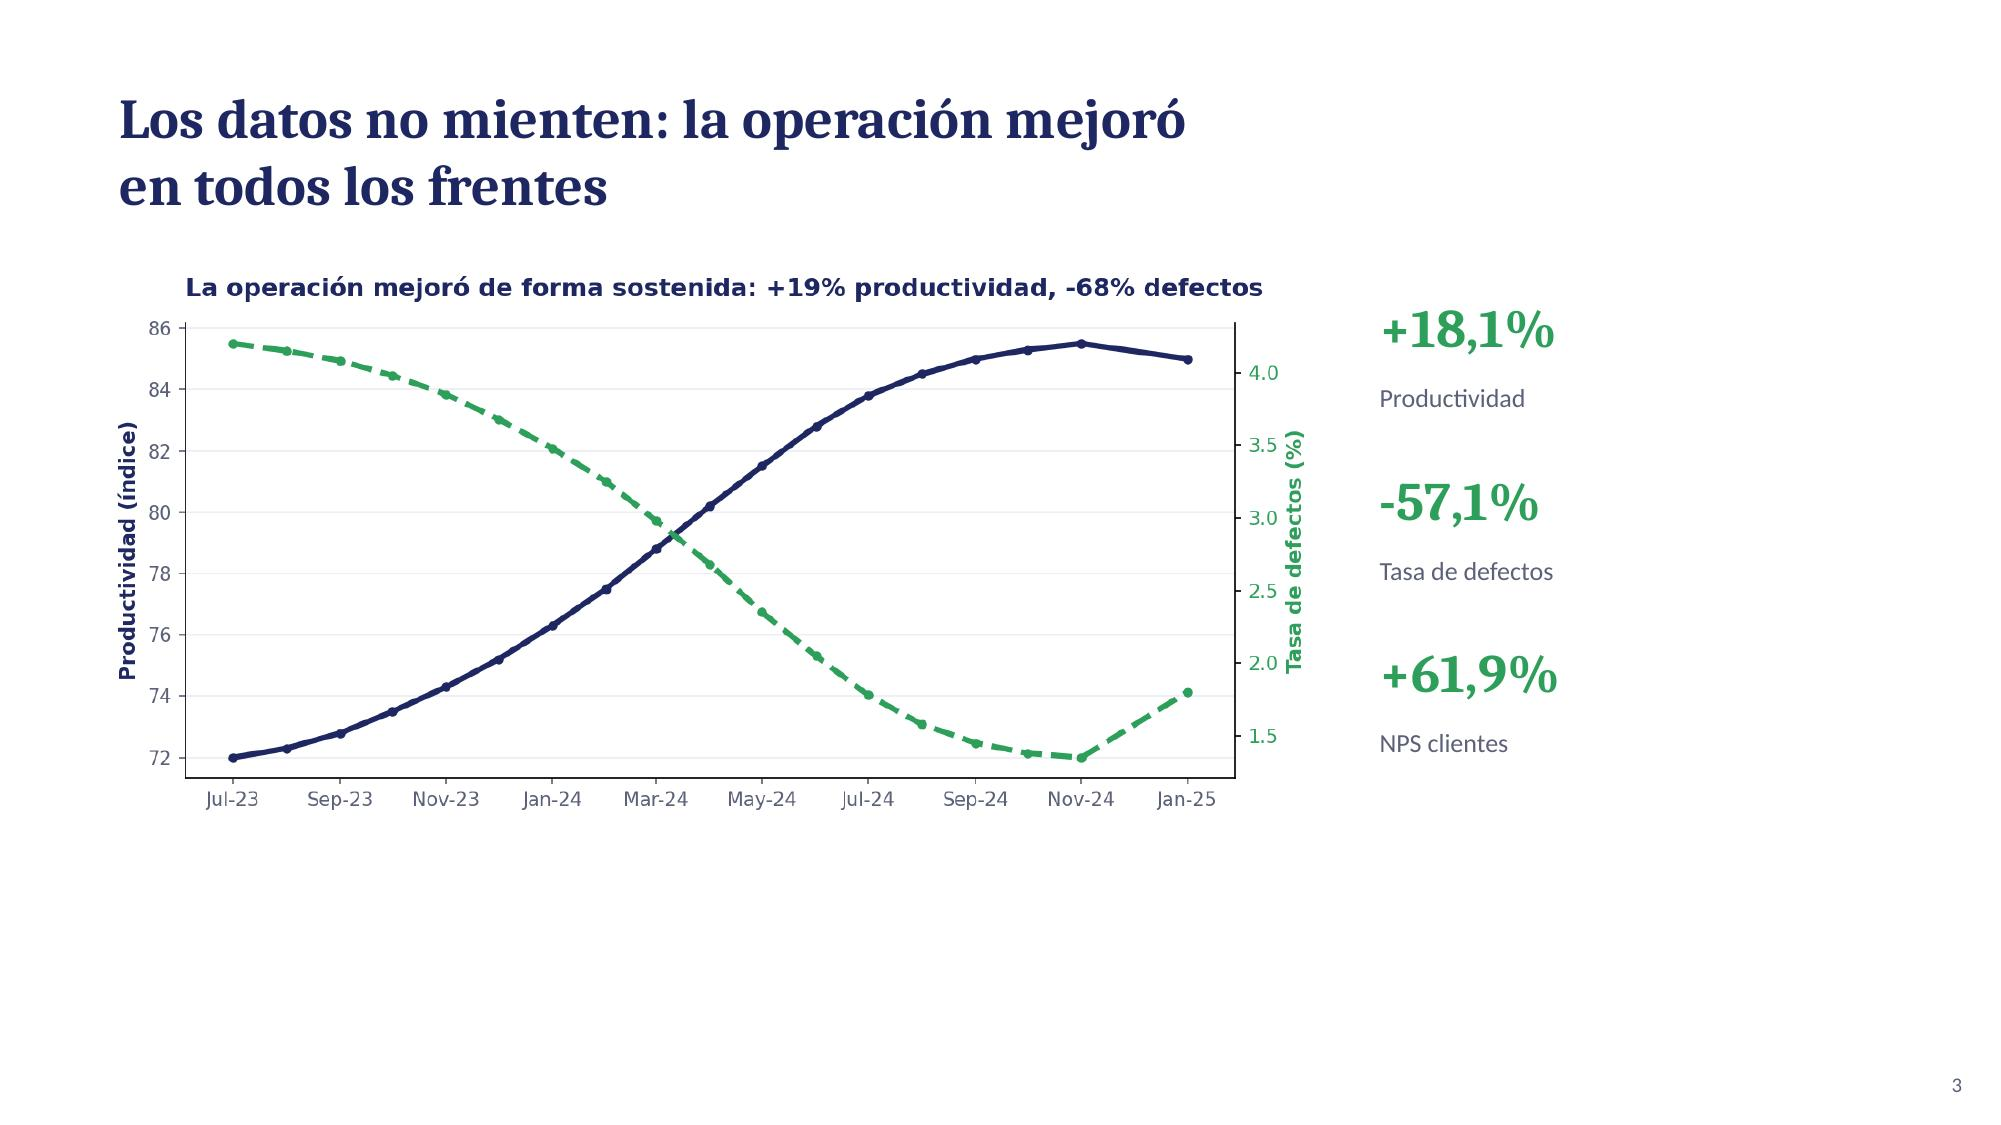 Los datos no mienten: la operación mejoró
en todos los frentes
La operación mejoró de forma sostenida: +19% productividad, -68% defectos
Productividad (índice)
86
84
82
80
78
76
74
72
Jul-23
Sep-23
Nov-23
Jan-24
Mar-24
May-24
Jul-24
Sep-24
Nov-24
Jan-25
4.0
3.5
3.0
2.5
2.0
1.5
Tasa de defectos (%)
+18,1%
Productividad
-57,1%
Tasa de defectos
+61,9%
NPS clientes
3